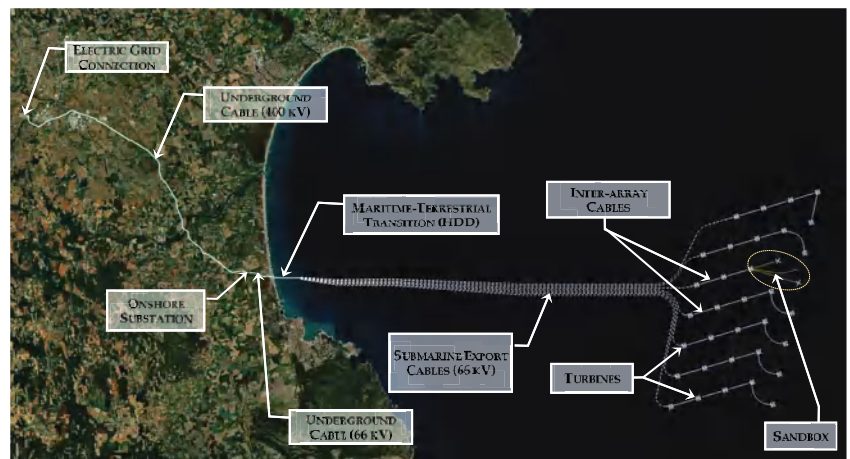 ELECTRIC GRID
CONNECTION
UNDERGROUND
CABLE (400 KV)
MARITIME-TERRESTRIAL
TRANSITION (HDD)
INTER-ARRAY
CABLES
ONSHORE
SUBSTATION
SUBMARINE EXPORT
CABLES (66 KV)
TURBINES
UNDERGROUND
CABLE (66 KV)
SANDBOX